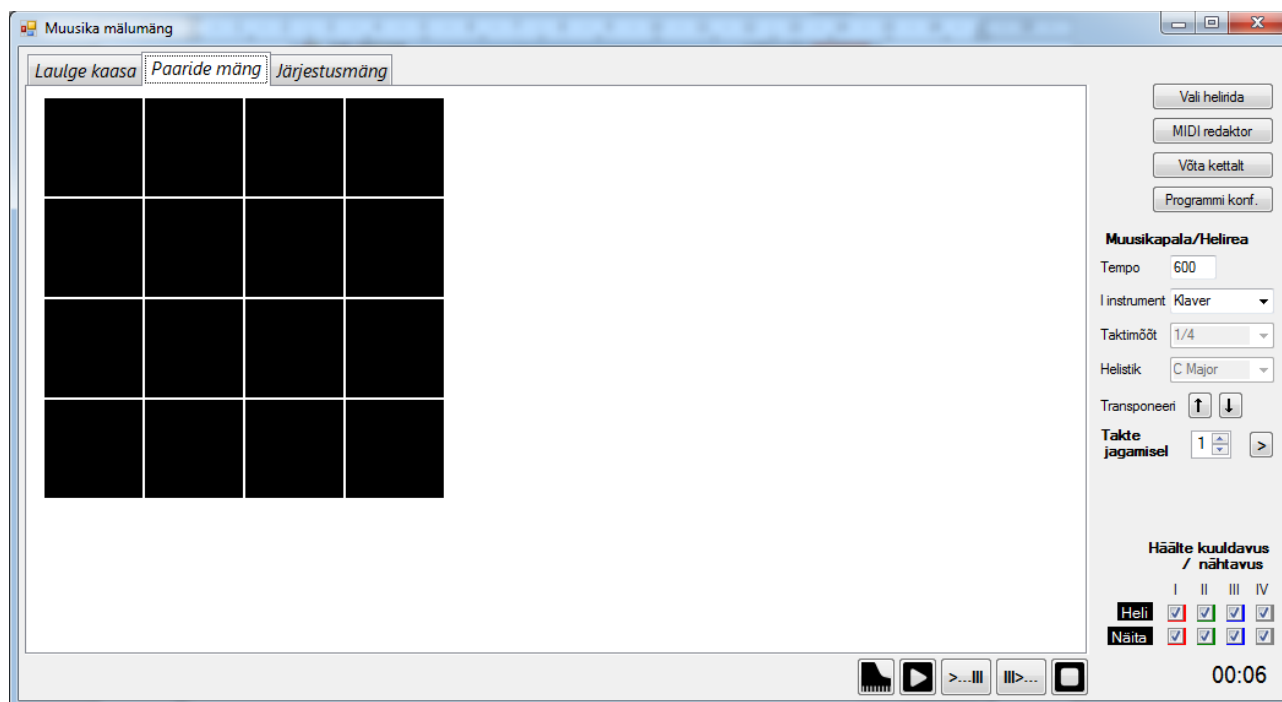 Muusika mälumäng
Laulge kaasa Paaride mäng Järjestusmäng
Vali helirida
MIDI redaktor
Võta kettalt
Programmi konf.
Muusikapala/Helirea
Tempo 600
I instrument Klaver
Taktimõõt 1/4
Helistik C Major
Transponeeri ↑ ↓
Takte
jagamisel 1 >
Häälte kuuldavus
/ nähtavus
I II III IV
Heli
Näita
>...III III>... 00:06